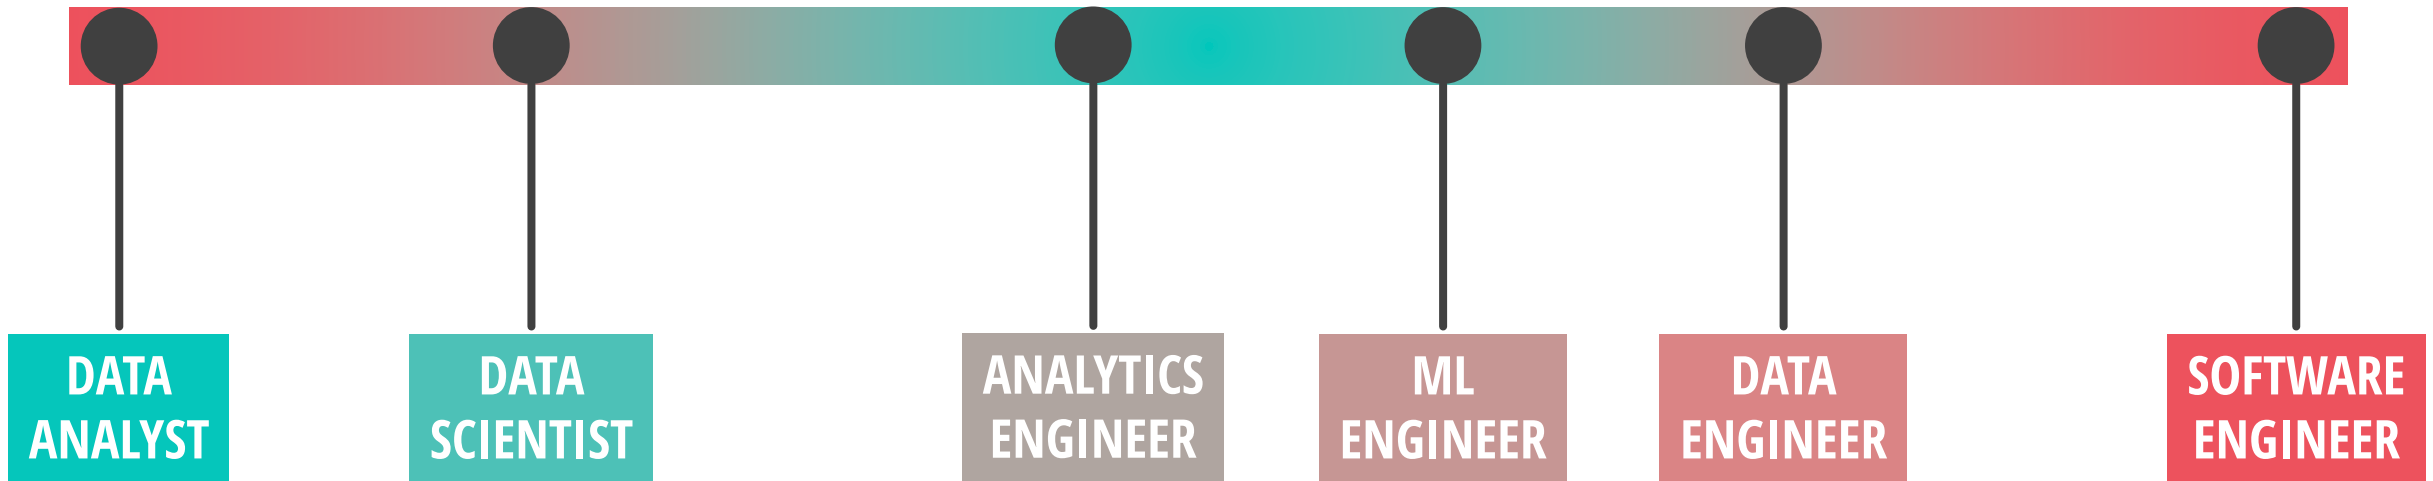 DATA
ANALYST
DATA
SCIENTIST
ANALYTICS
ENGINEER
ML
ENGINEER
DATA
ENGINEER
SOFTWARE
ENGINEER